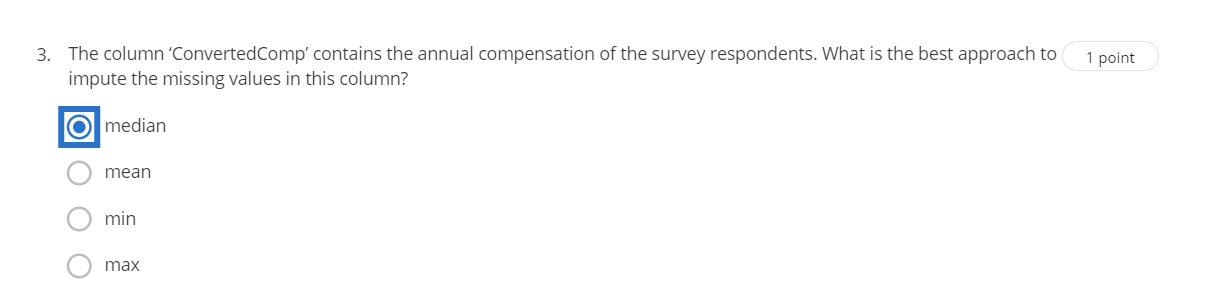 3. The column ‘ConvertedComp’ contains the annual compensation of the survey respondents. What is the best approach to 1 point
impute the missing values in this column?
median
mean
min
max